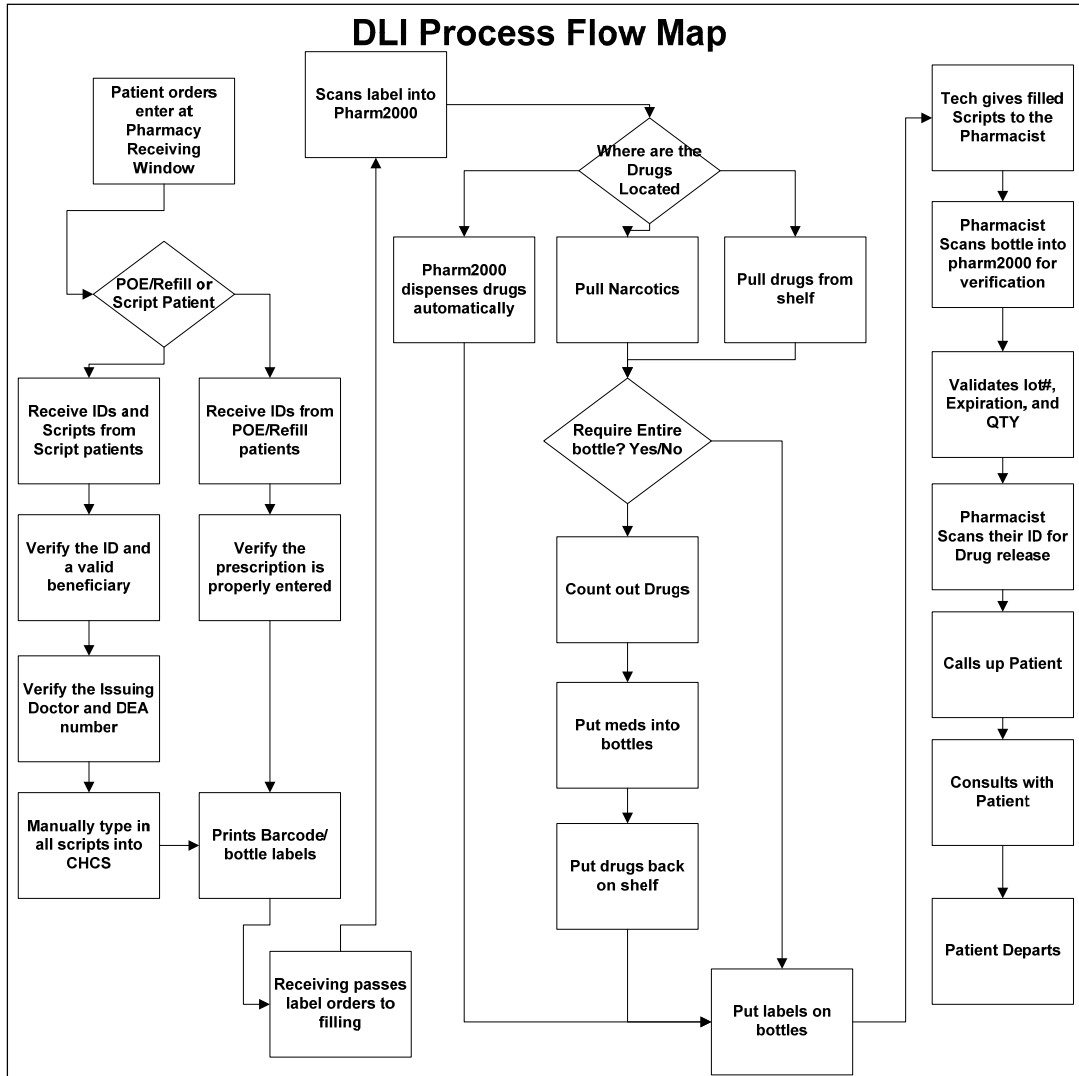 DLI Process Flow Map
Patient orders
enter at
Pharmacy
Receiving
Window
POE/Refill or
Script Patient
Receive IDs and
Scripts from
Script patients
Receive IDs from
POE/Refill
patients
Verify the ID and
a valid
beneficiary
Verify the
prescription is
properly entered
Verify the Issuing
Doctor and DEA
number
Manually type in
all scripts into
CHCS
Prints Barcode/
bottle labels
Receiving passes
label orders to
filling
Scans label into
Pharm2000
Where are the
Drugs
Located
Pharm2000
dispenses drugs
automatically
Pull Narcotics
Pull drugs from
shelf
Require Entire
bottle? Yes/No
Count out Drugs
Put meds into
bottles
Put drugs back
on shelf
Put labels on
bottles
Tech gives filled
Scripts to the
Pharmacist
Pharmacist
Scans bottle into
pharm2000 for
verification
Validates lot#,
Expiration, and
QTY
Pharmacist
Scans their ID for
Drug release
Calls up Patient
Consults with
Patient
Patient Departs